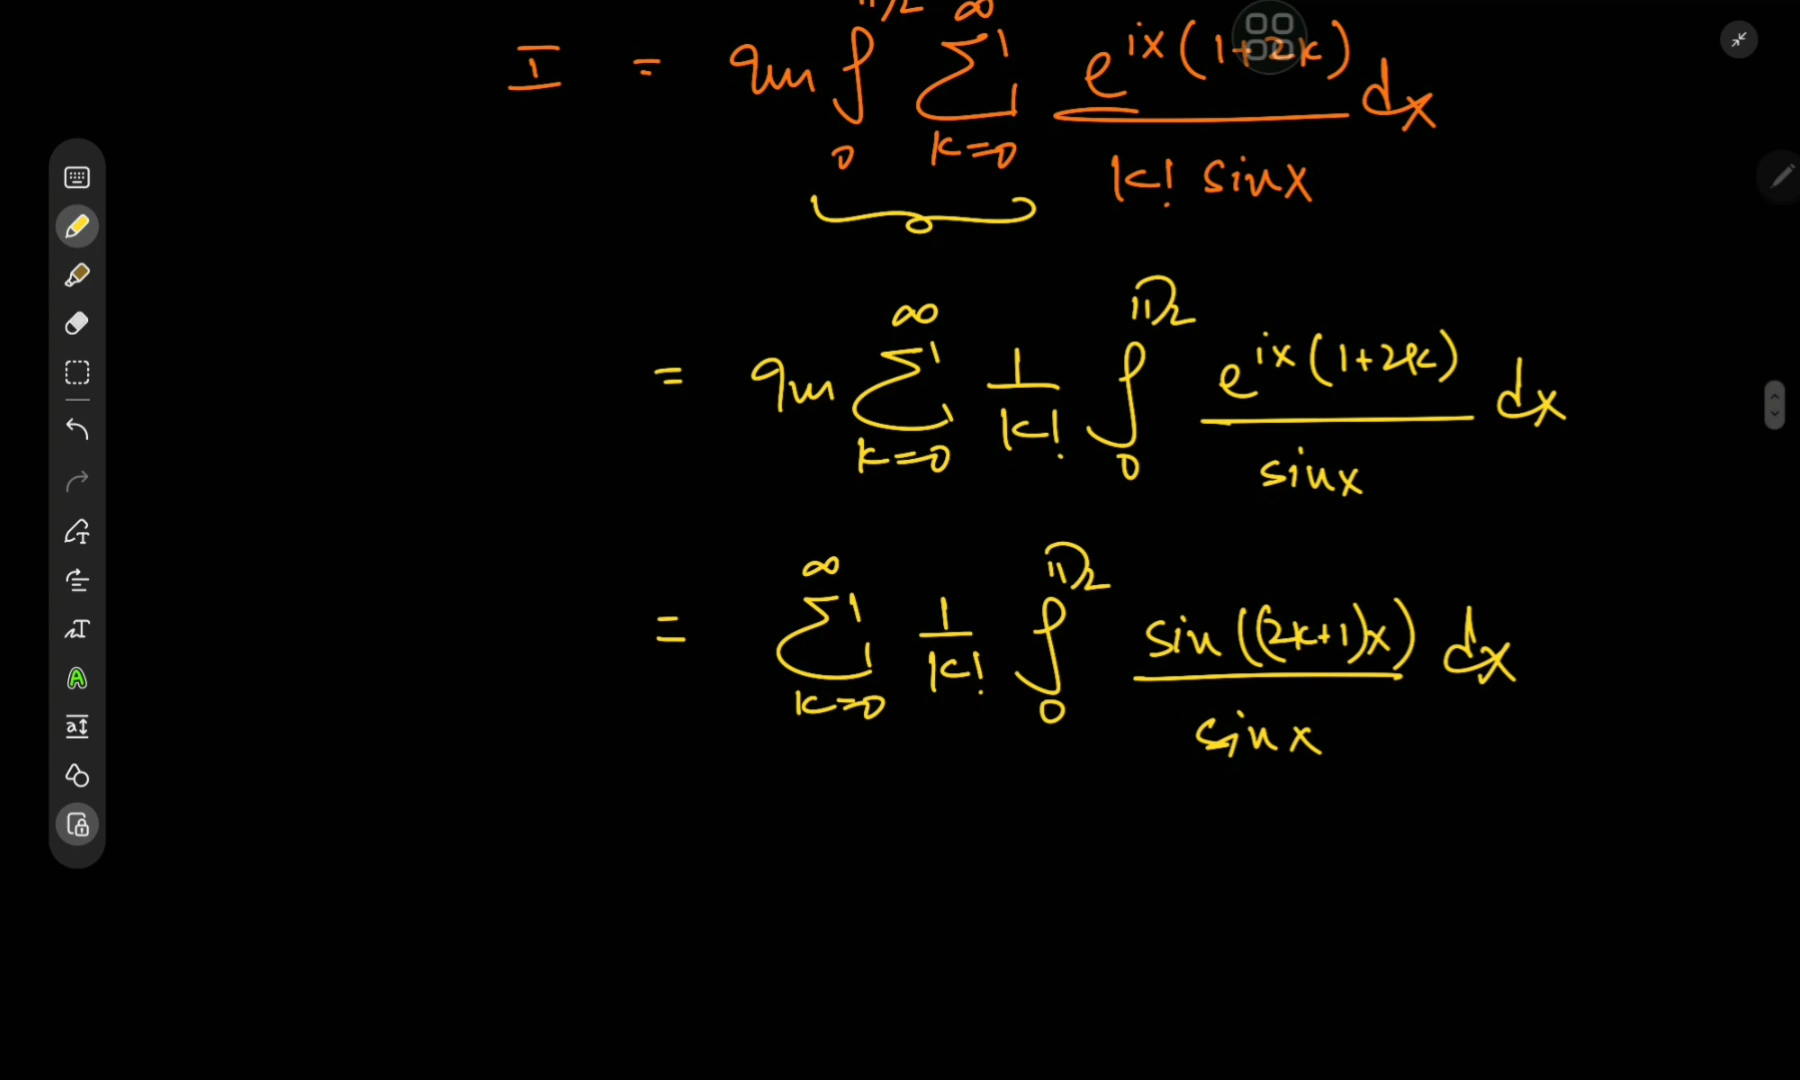 I = Im ∫₀^{π/2} Σ_{k=0}^{∞} e^{ix(1+2k)} / (k! sinx) dx
= Im Σ_{k=0}^{∞} 1/k! ∫₀^{π/2} e^{ix(1+2k)} / sinx dx
= Σ_{k=0}^{∞} 1/k! ∫₀^{π/2} sin((2k+1)x) / sinx dx